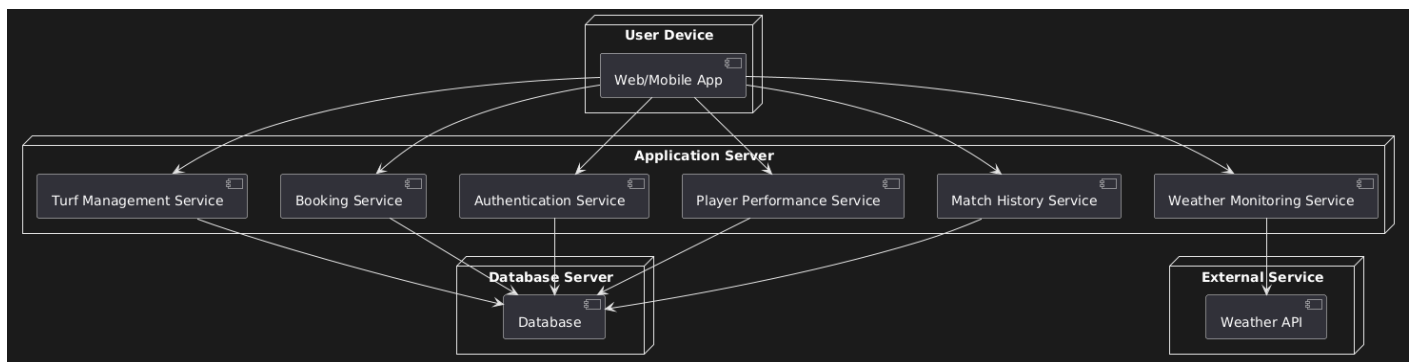 User Device
Web/Mobile App
Application Server
Turf Management Service
Booking Service
Authentication Service
Player Performance Service
Match History Service
Weather Monitoring Service
Database Server
External Service
Database
Weather API